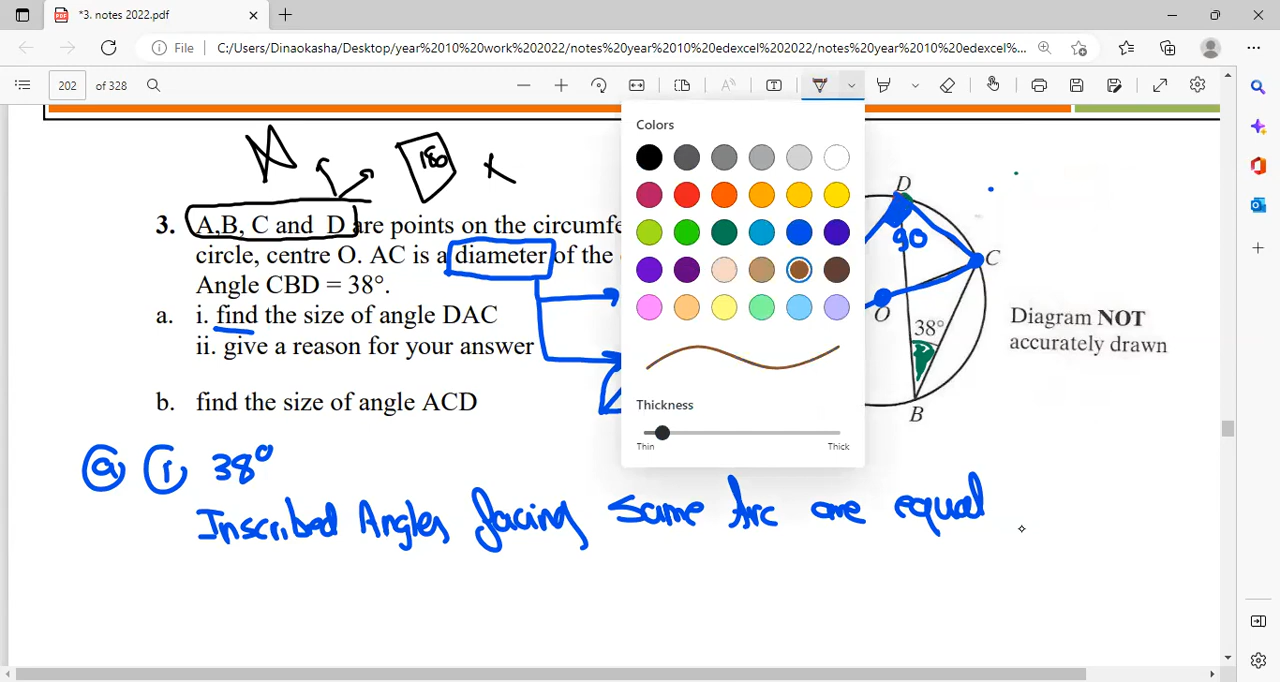 *3. notes 2022.pdf
File
C:/Users/Dinaokasha/Desktop/year%2010%20work%202022/notes%20year%2010%20edexcel%202022/notes%20year%2010%20edexcel%202022/notes%...
202 of 328
Colors
180
3. A,B, C and D are points on the circumfe
circle, centre O. AC is a diameter of the
Angle CBD = 38°.
a. i. find the size of angle DAC
ii. give a reason for your answer
b. find the size of angle ACD
D
90
C
O
38°
B
Diagram NOT
accurately drawn
Thickness
Thin Thick
a i 38°
Inscribed Angles facing same Arc are equal